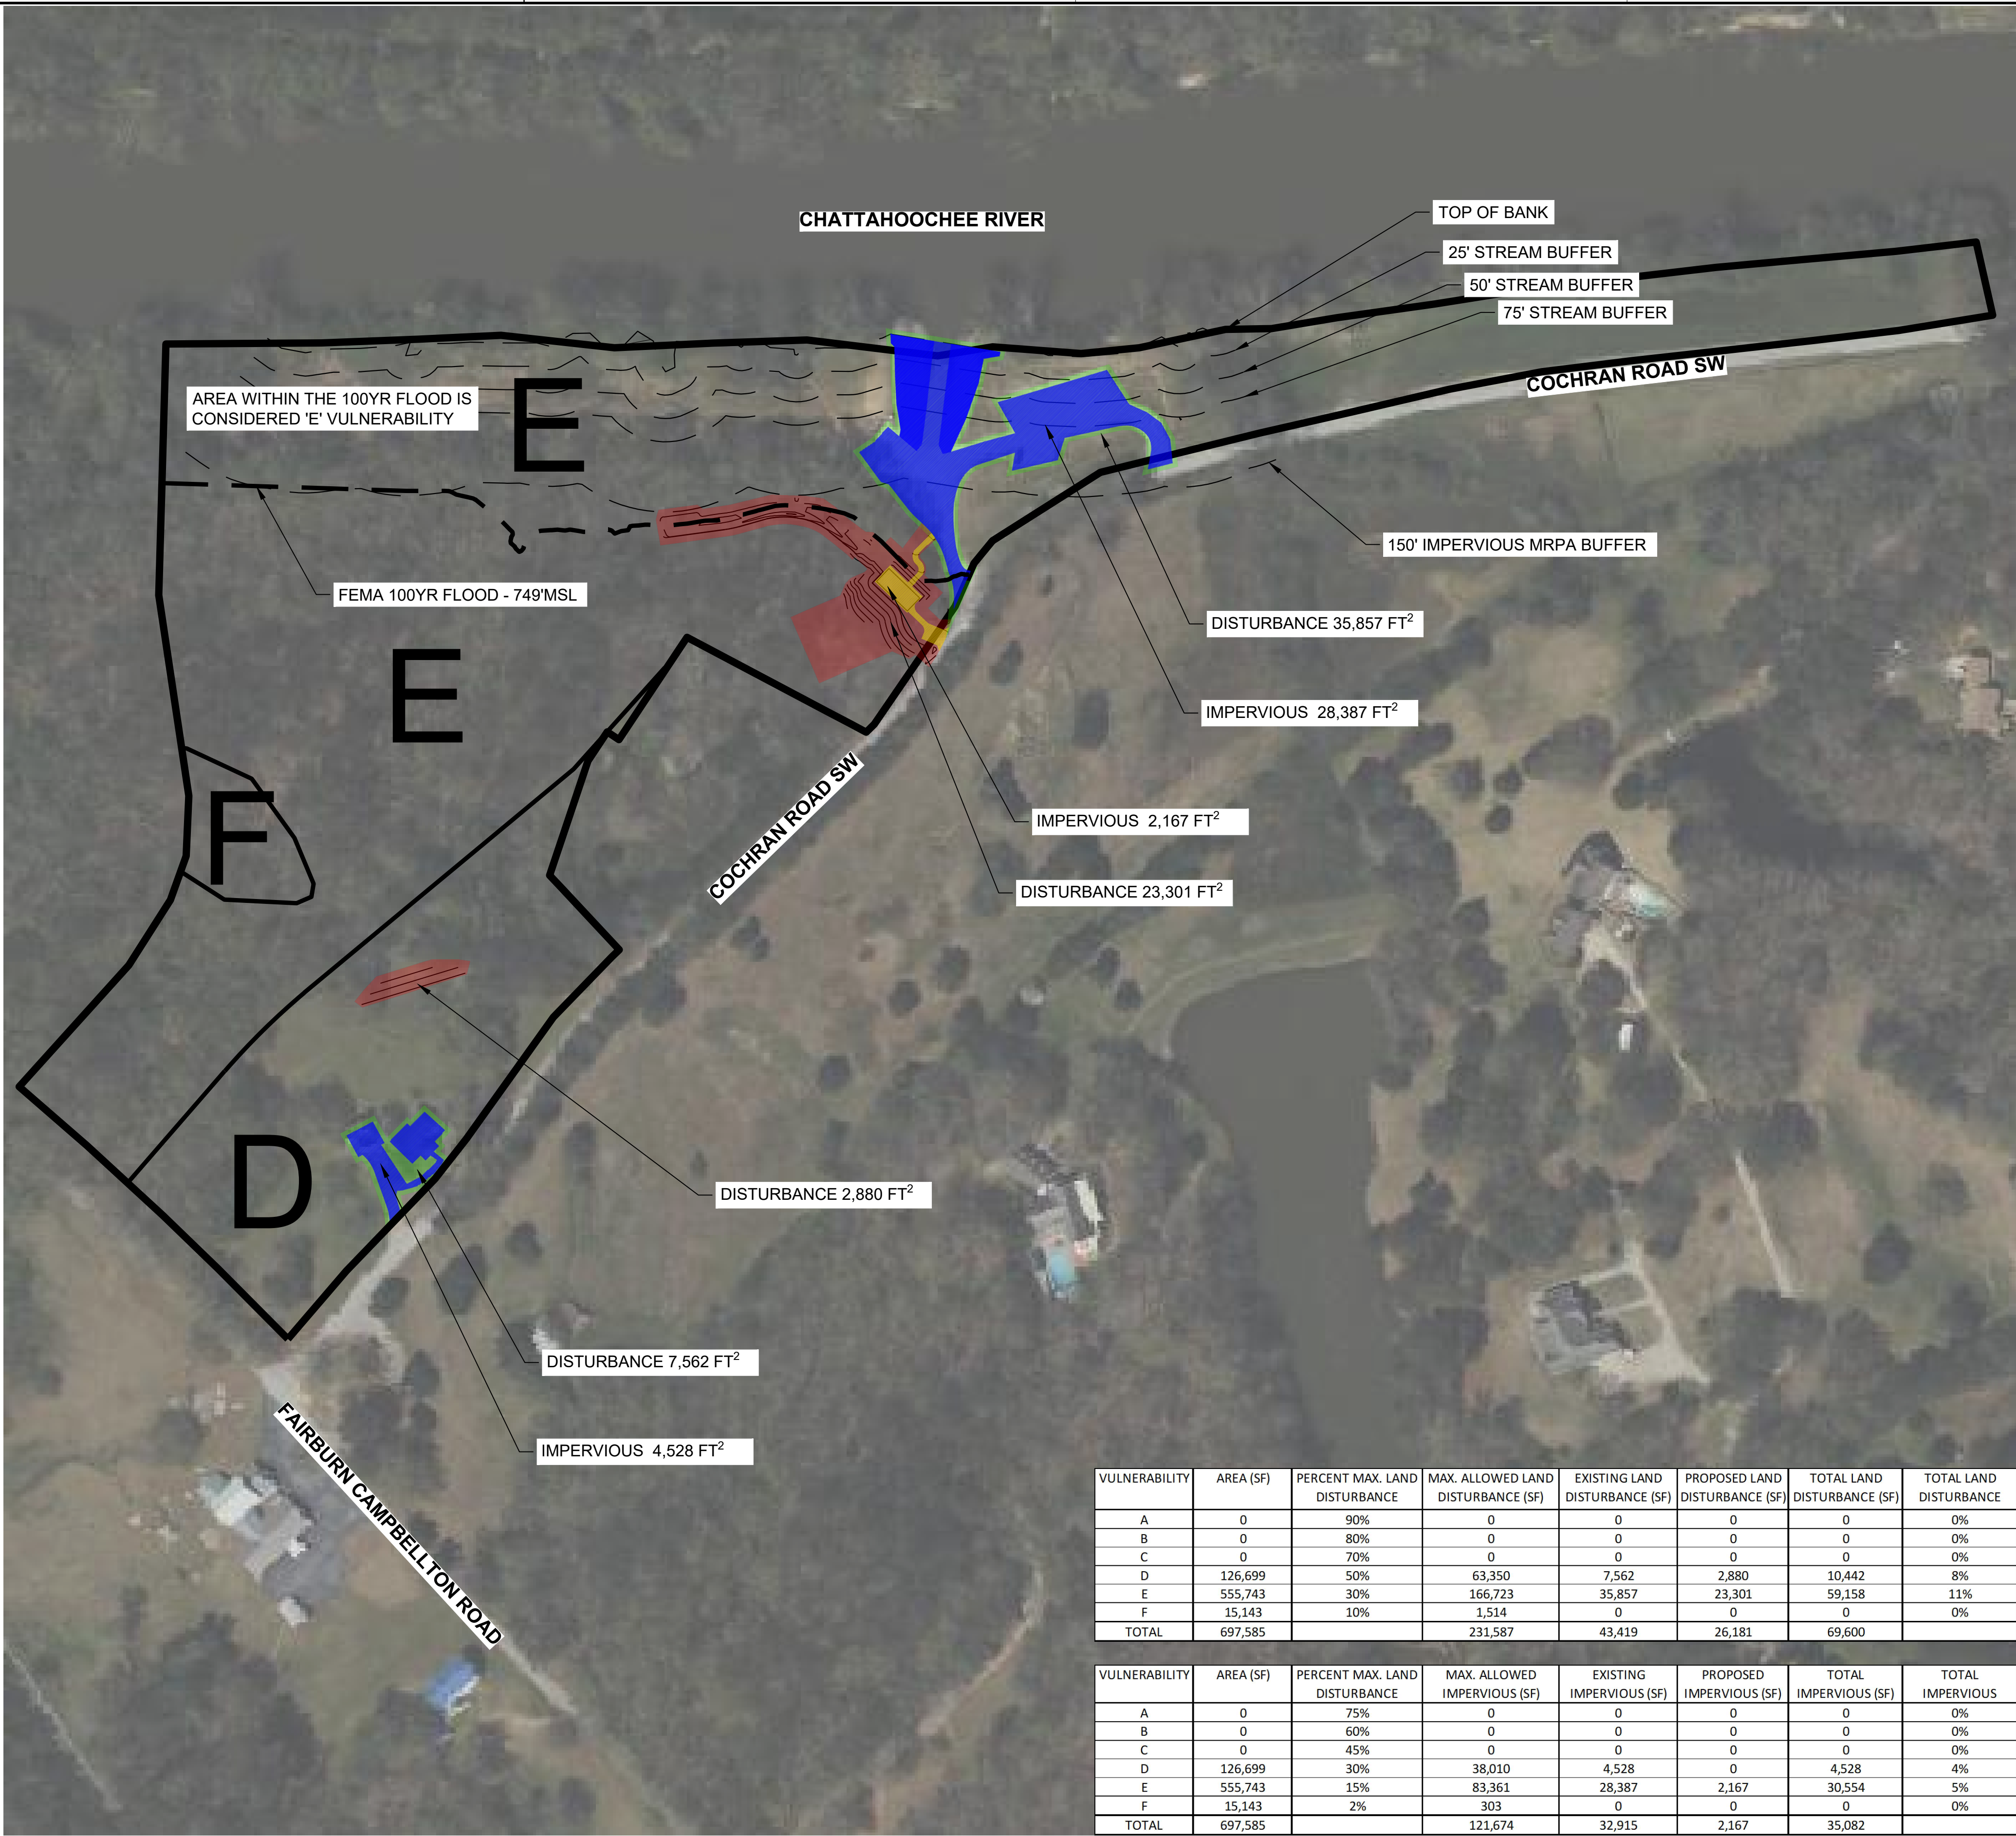 CHATTAHOOCHEE RIVER
TOP OF BANK
25' STREAM BUFFER
50' STREAM BUFFER
75' STREAM BUFFER
COCHRAN ROAD SW
AREA WITHIN THE 100YR FLOOD IS
CONSIDERED 'E' VULNERABILITY
E
150' IMPERVIOUS MRPA BUFFER
FEMA 100YR FLOOD - 749'MSL
DISTURBANCE 35,857 FT²
E
IMPERVIOUS 28,387 FT²
F
IMPERVIOUS 2,167 FT²
COCHRAN ROAD SW
DISTURBANCE 23,301 FT²
D
DISTURBANCE 2,880 FT²
DISTURBANCE 7,562 FT²
IMPERVIOUS 4,528 FT²
FAIRBURN CAMPBELLTON ROAD
VULNERABILITY AREA (SF) PERCENT MAX. LAND MAX. ALLOWED LAND EXISTING LAND PROPOSED LAND TOTAL LAND TOTAL LAND
DISTURBANCE DISTURBANCE (SF) DISTURBANCE (SF) DISTURBANCE (SF) DISTURBANCE (SF) DISTURBANCE
A 0 90% 0 0 0 0 0%
B 0 80% 0 0 0 0 0%
C 0 70% 0 0 0 0 0%
D 126,699 50% 63,350 7,562 2,880 10,442 8%
E 555,743 30% 166,723 35,857 23,301 59,158 11%
F 15,143 10% 1,514 0 0 0 0%
TOTAL 697,585 231,587 43,419 26,181 69,600
VULNERABILITY AREA (SF) PERCENT MAX. LAND MAX. ALLOWED EXISTING PROPOSED TOTAL TOTAL
DISTURBANCE IMPERVIOUS (SF) IMPERVIOUS (SF) IMPERVIOUS (SF) IMPERVIOUS (SF) IMPERVIOUS
A 0 75% 0 0 0 0 0%
B 0 60% 0 0 0 0 0%
C 0 45% 0 0 0 0 0%
D 126,699 30% 38,010 4,528 0 4,528 4%
E 555,743 15% 83,361 28,387 2,167 30,554 5%
F 15,143 2% 303 0 0 0 0%
TOTAL 697,585 121,674 32,915 2,167 35,082